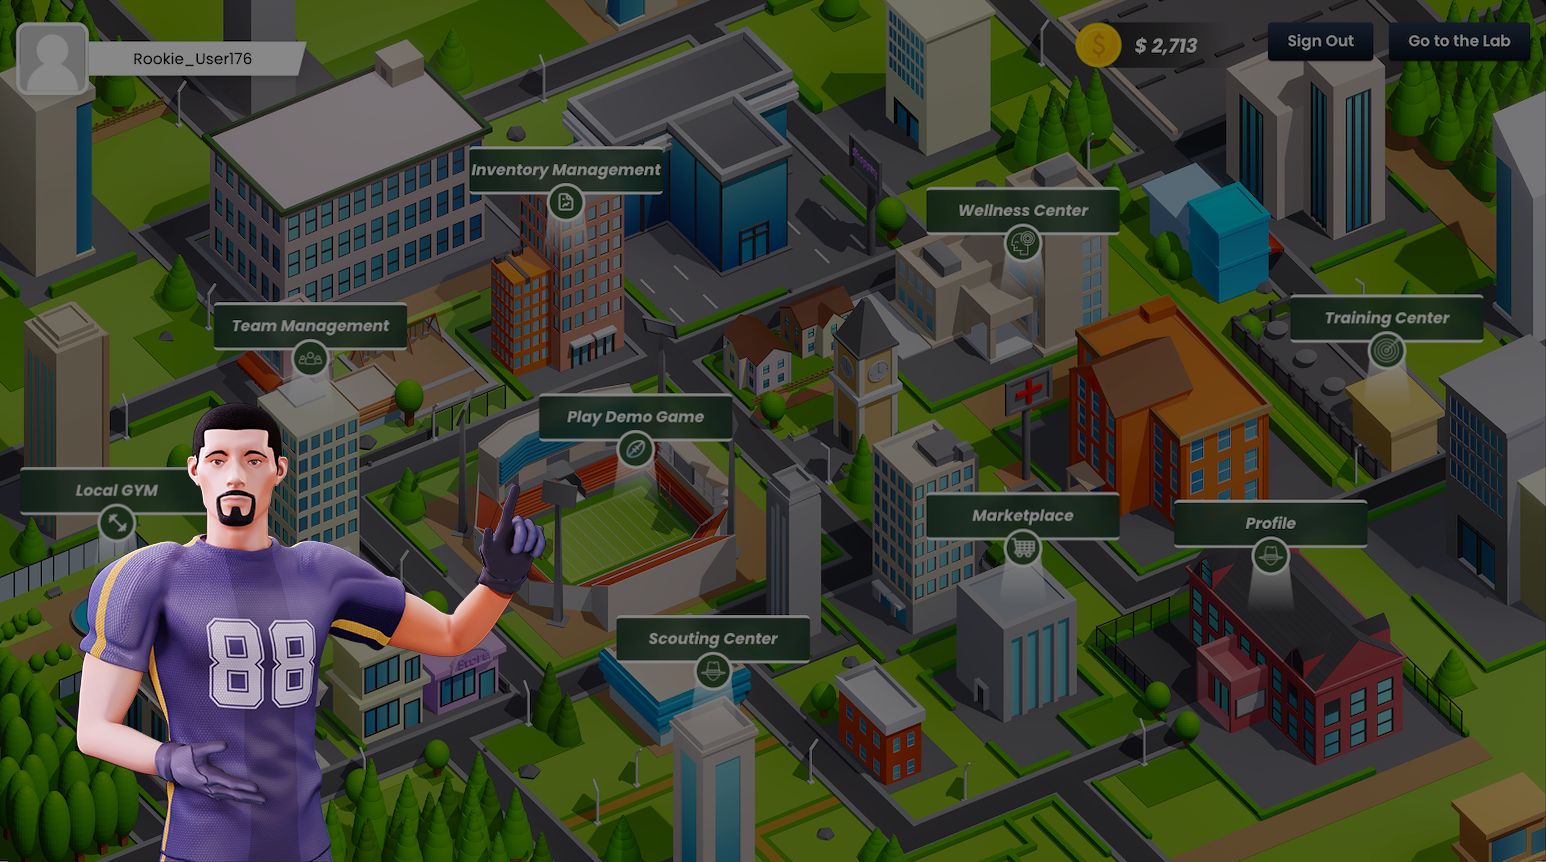 Rookie_User176
$ 2,713
Sign Out
Go to the Lab
Inventory Management
Wellness Center
Team Management
Training Center
Play Demo Game
Local GYM
Marketplace
Profile
Scouting Center
88